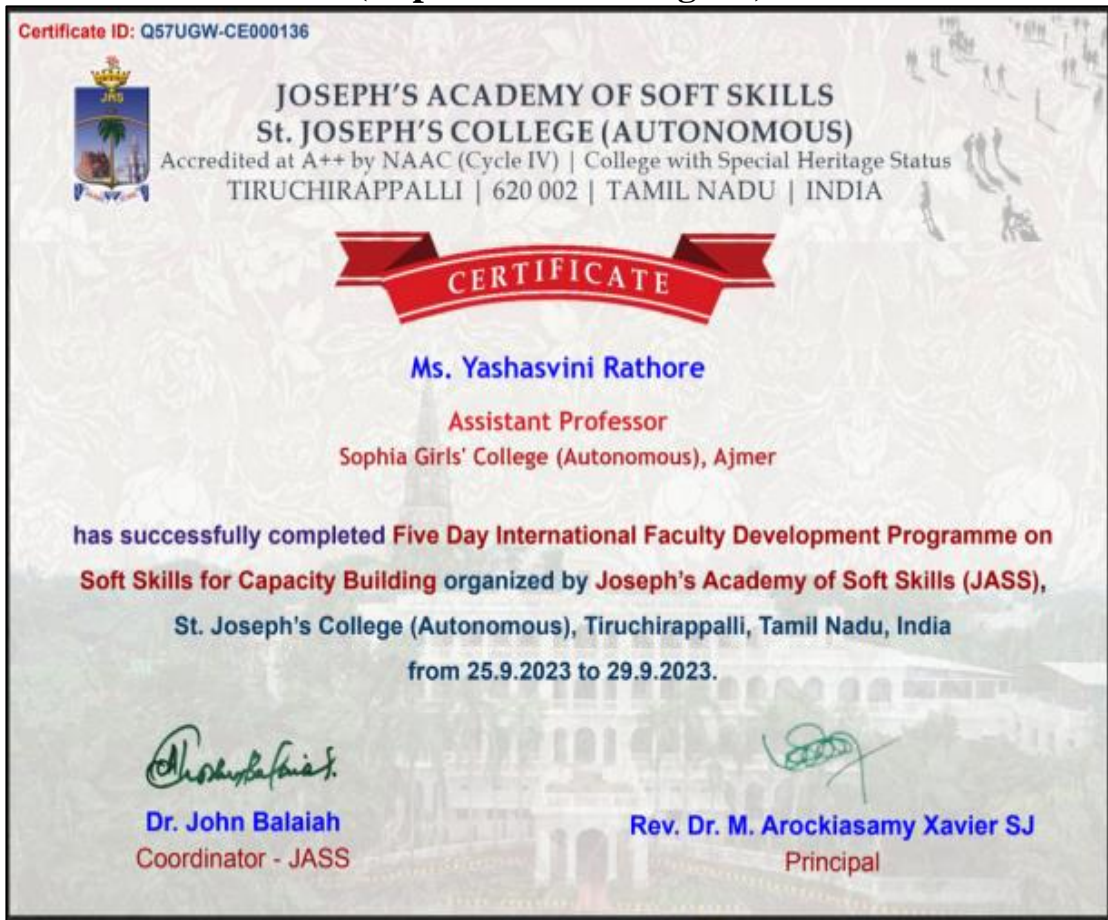 Certificate ID: Q57UGW-CE000136
JAS
JOSEPH'S ACADEMY OF SOFT SKILLS
St. JOSEPH'S COLLEGE (AUTONOMOUS)
Accredited at A++ by NAAC (Cycle IV) | College with Special Heritage Status
TIRUCHIRAPPALLI | 620 002 | TAMIL NADU | INDIA
CERTIFICATE
Ms. Yashasvini Rathore
Assistant Professor
Sophia Girls' College (Autonomous), Ajmer
has successfully completed Five Day International Faculty Development Programme on
Soft Skills for Capacity Building organized by Joseph's Academy of Soft Skills (JASS),
St. Joseph's College (Autonomous), Tiruchirappalli, Tamil Nadu, India
from 25.9.2023 to 29.9.2023.
Dr. John Balaiah
Rev. Dr. M. Arockiasamy Xavier SJ
Coordinator - JASS
Principal